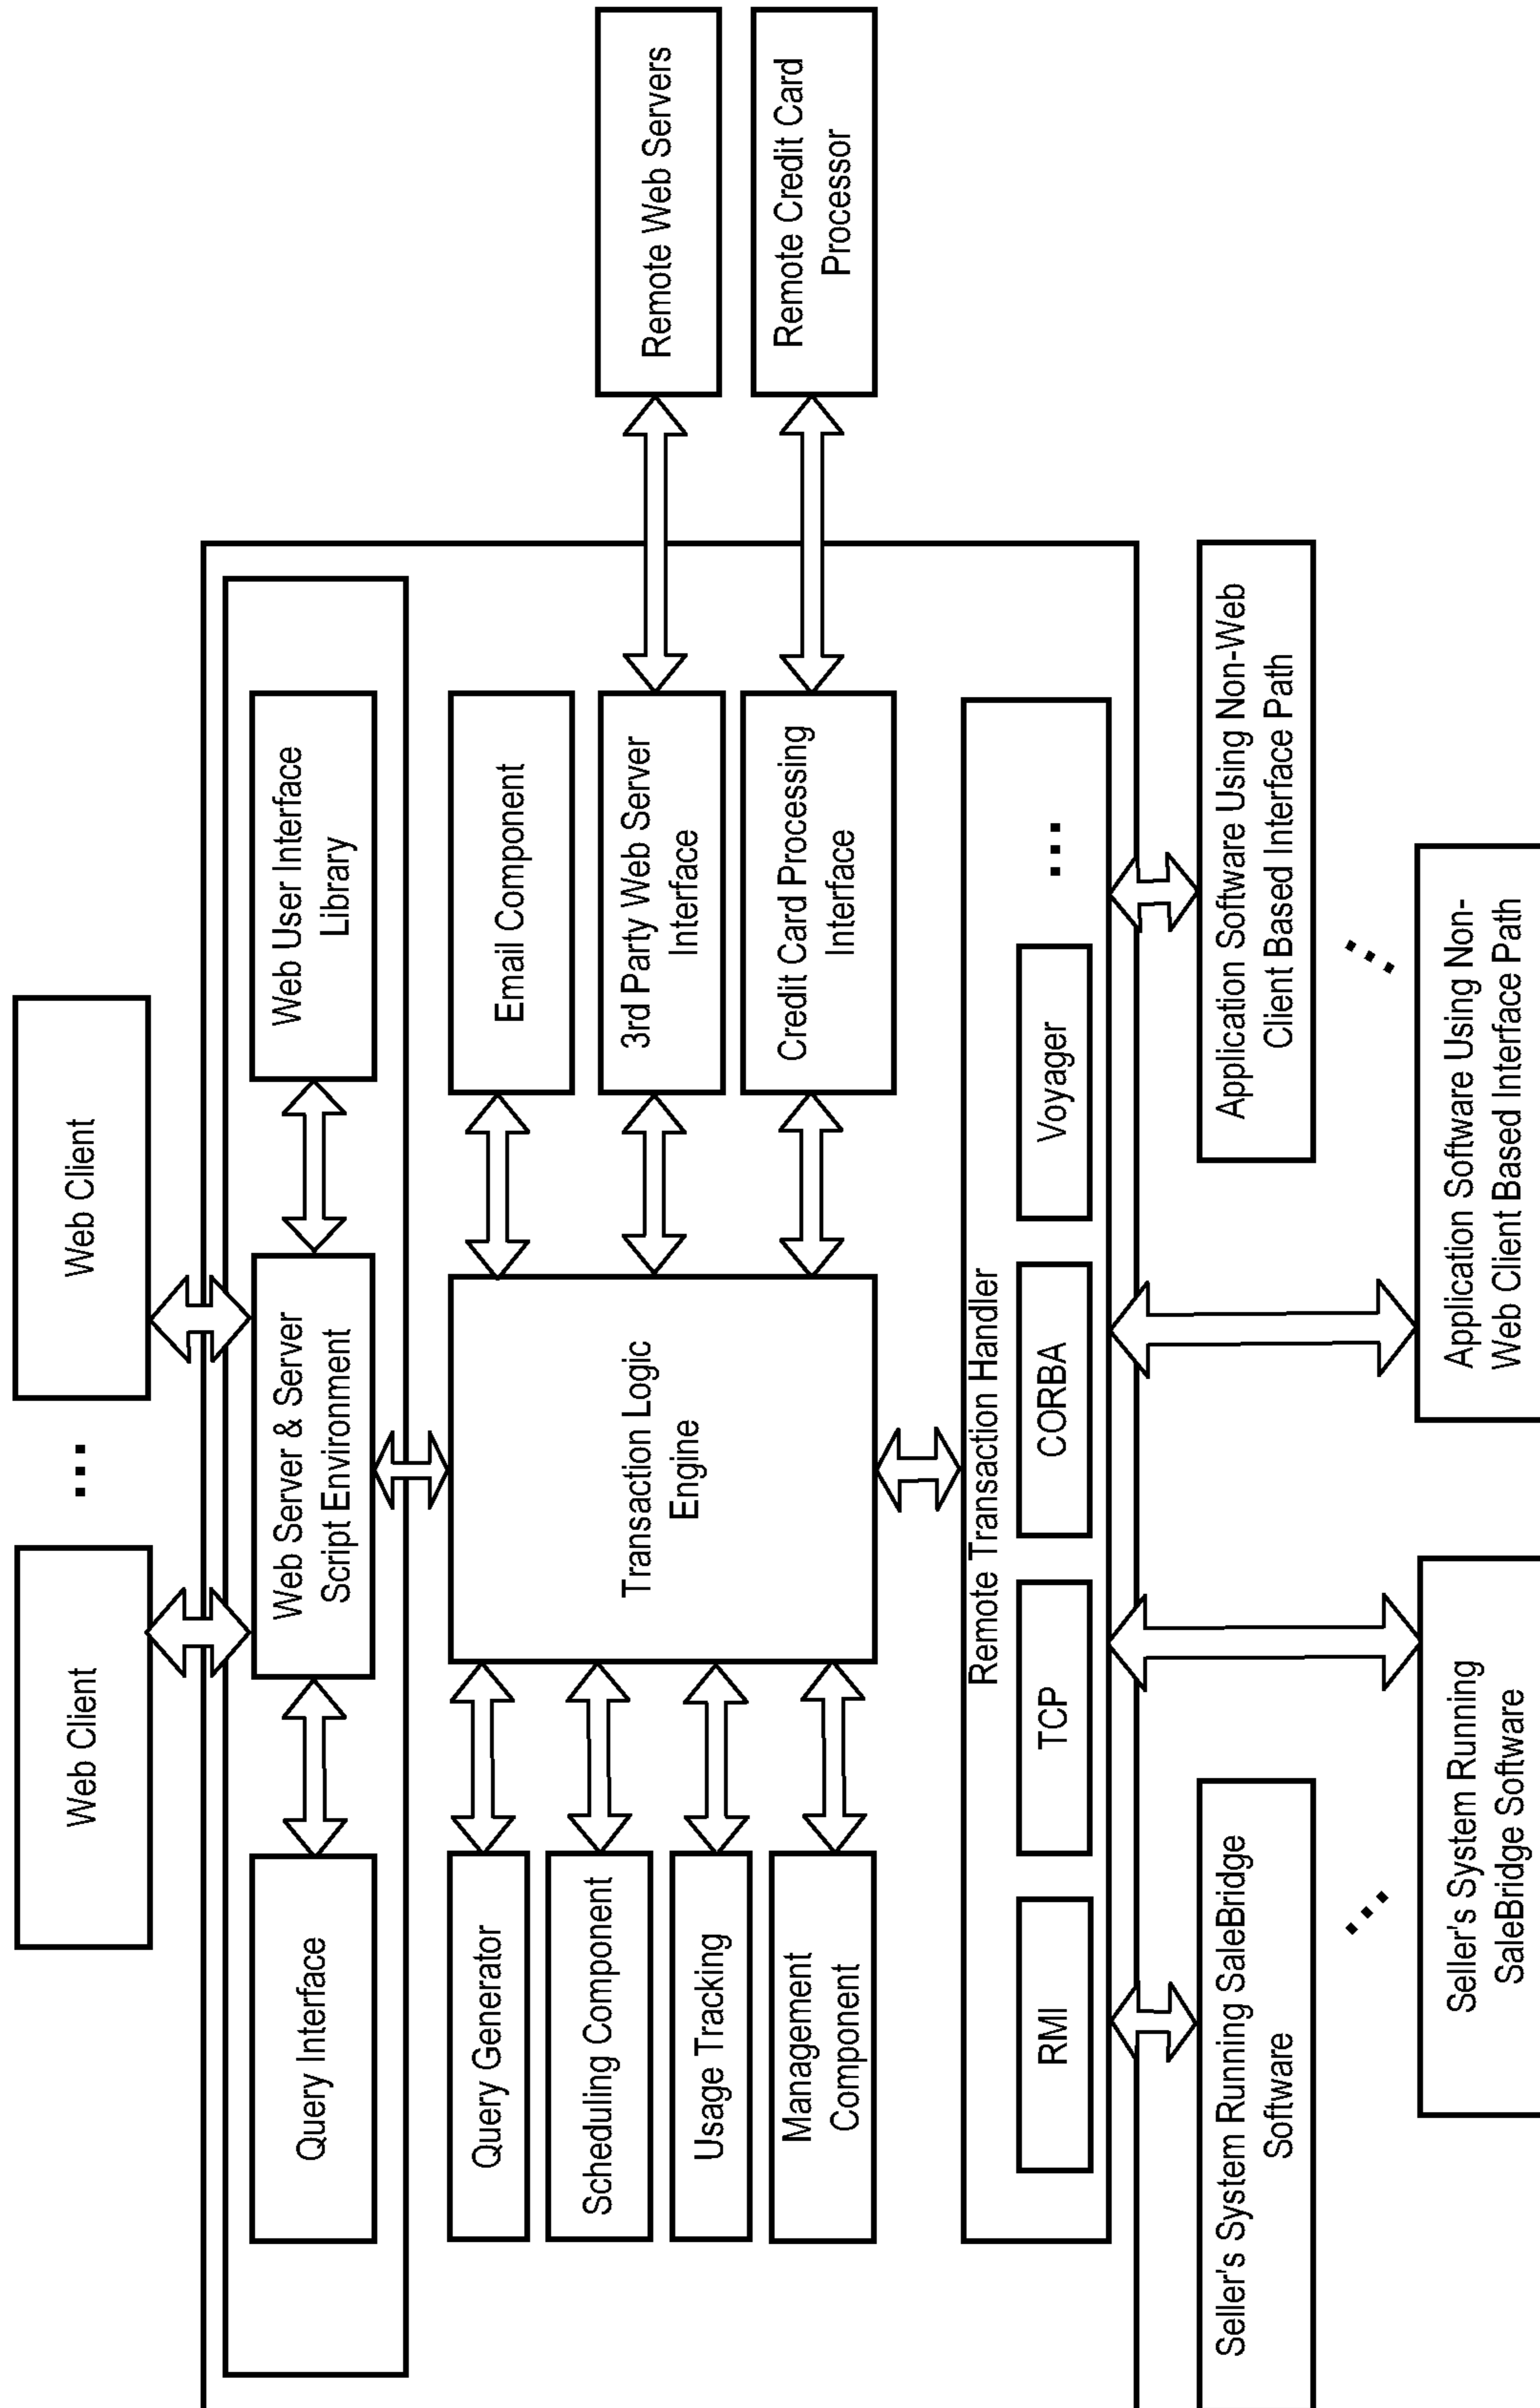 Web Client
...
Web Client
Query Interface
Web Server & Server
Script Environment
Web User Interface
Library
Query Generator
Scheduling Component
Usage Tracking
Management
Component
Transaction Logic
Engine
Email Component
3rd Party Web Server
Interface
Credit Card Processing
Interface
Remote Web Servers
Remote Credit Card
Processor
Remote Transaction Handler
RMI
TCP
CORBA
Voyager
...
Seller's System Running SaleBridge
Software
...
Seller's System Running
SaleBridge Software
Application Software Using Non-
Web Client Based Interface Path
...
Application Software Using Non-Web
Client Based Interface Path